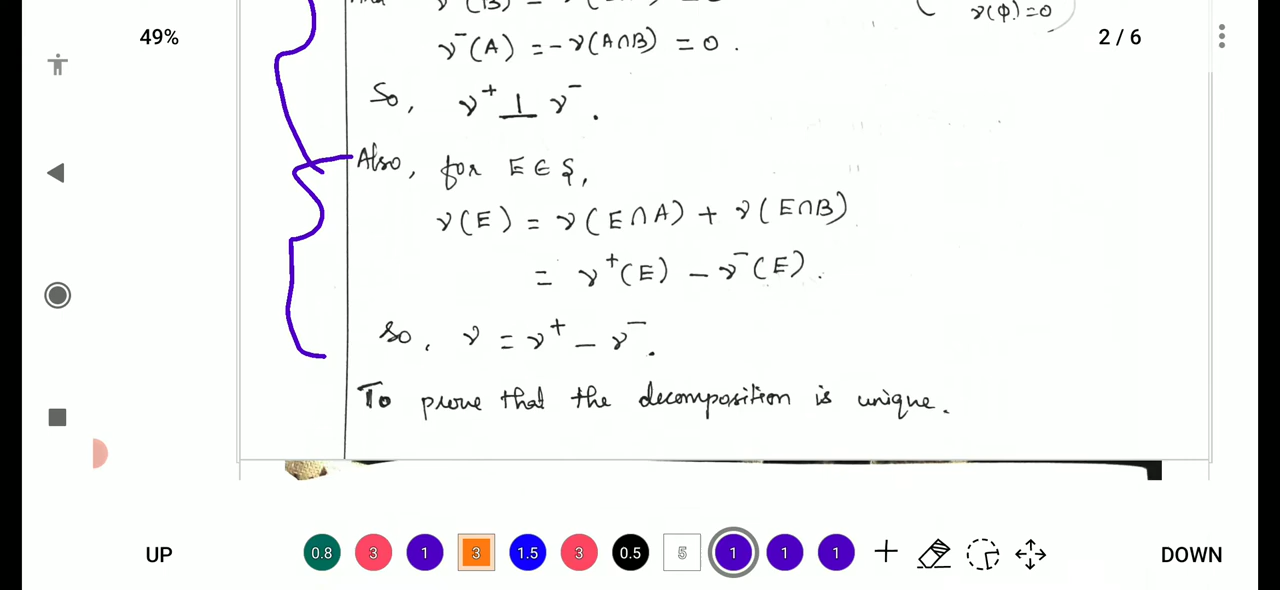 49%
ν(φ)=0
2 / 6
ν⁻(A) = -ν(A∩B) = 0 .
So, ν⁺ ⊥ ν⁻ .
Also, for E ∈ S,
ν(E) = ν(E∩A) + ν(E∩B)
= ν⁺(E) – ν⁻(E).
So, ν = ν⁺ – ν⁻.
To prove that the decomposition is unique.
UP 0.8 3 1 3 1.5 3 0.5 5 1 1 1 DOWN